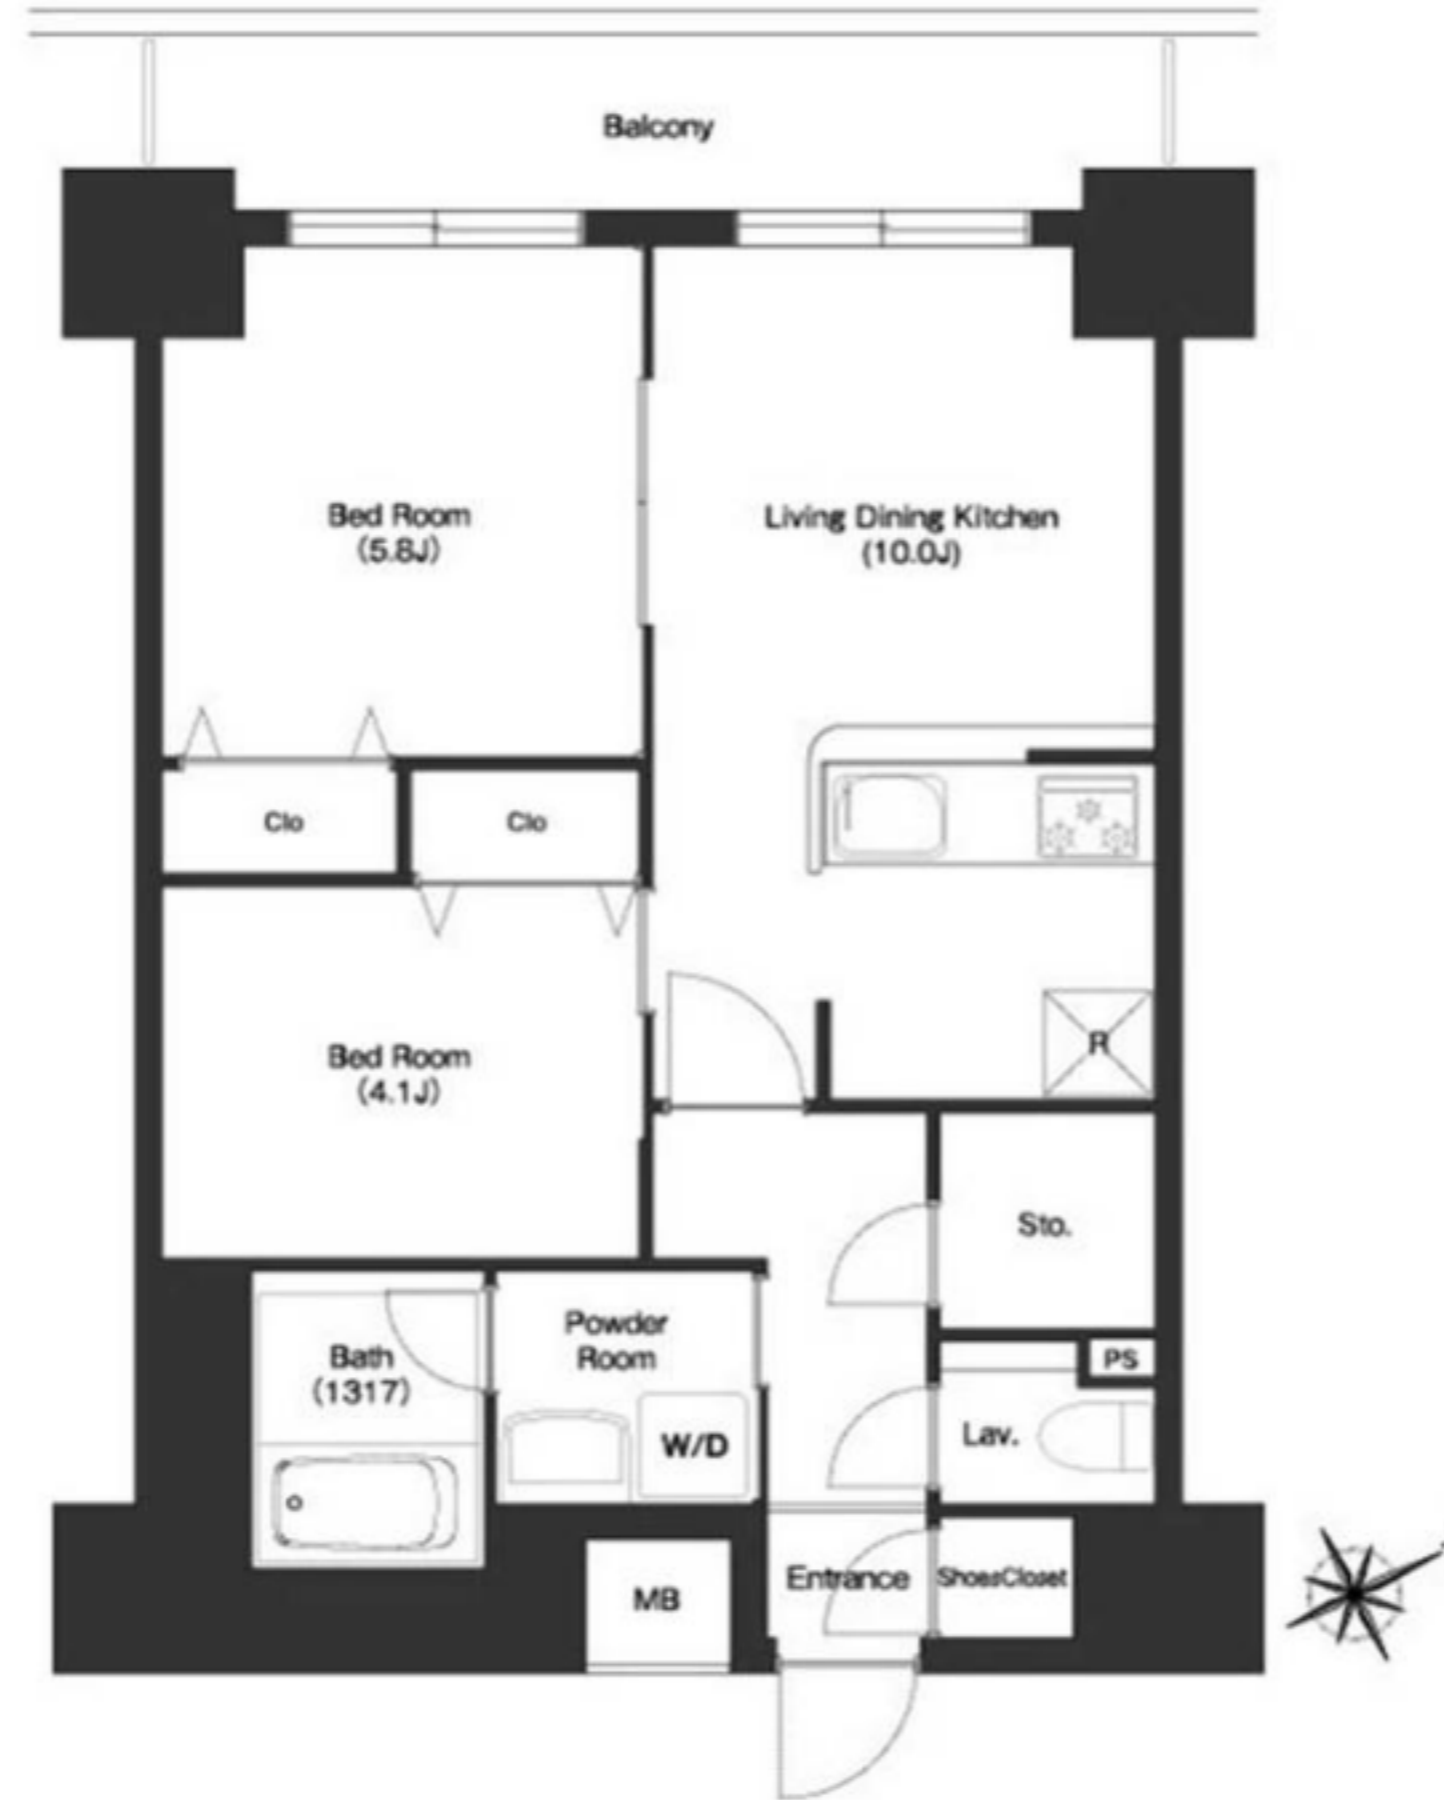 Balcony
Bed Room
(5.8J)
Living Dining Kitchen
(10.0J)
Clo
Clo
Bed Room
(4.1J)
R
Sto.
Powder
Room
Bath
(1317)
PS
Lav.
W/D
Entrance
ShoesCloset
MB